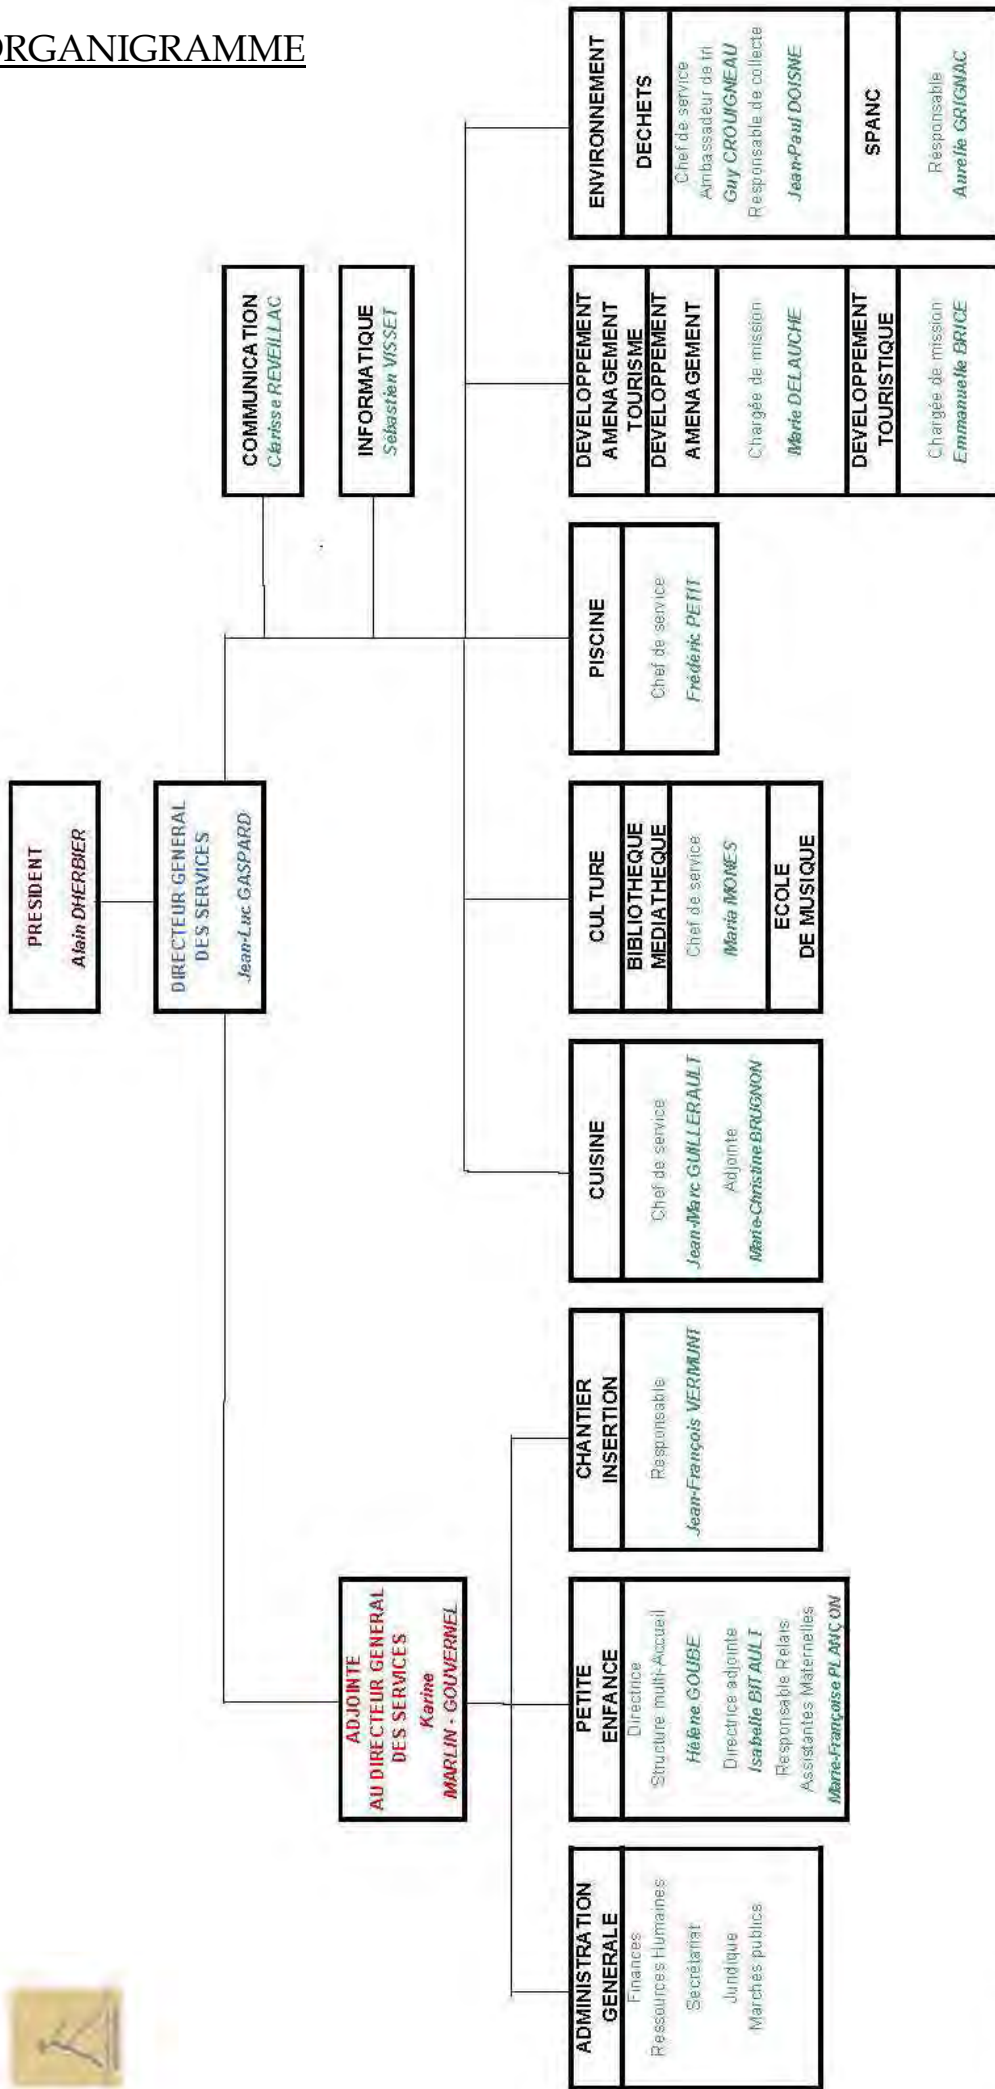 ORGANIGRAMME
PRESIDENT
Alain DHERBIER
DIRECTEUR GENERAL
DES SERVICES
Jean-Luc GASPARD
COMMUNICATION
Clarisse REVEILLAC
INFORMATIQUE
Sébastien VISSET
ADJOINTE
AU DIRECTEUR GENERAL
DES SERVICES
Karine
MARLIN - GOUVERNEL
ADMINISTRATION
GENERALE
Finances
Ressources Humaines
Secrétariat
Juridique
Marchés publics
PETITE
ENFANCE
Directrice
Structure multi-Accueil
Hélène GOUBE
Directrice adjointe
Isabelle BITAULT
Responsable Relais
Assistantes Maternelles
Marie-Françoise PLANÇON
CHANTIER
INSERTION
Responsable
Jean-François VERMUNT
CUISINE
Chef de service
Jean-Marc GUILLERAULT
Adjointe
Marie-Christine BRUGNON
CULTURE
BIBLIOTHEQUE
MEDIATHEQUE
Chef de service
Maria MONES
ECOLE
DE MUSIQUE
PISCINE
Chef de service
Frédéric PETIT
DEVELOPPEMENT
AMENAGEMENT
TOURISME
DEVELOPPEMENT
AMENAGEMENT
Chargée de mission
Marie DELAUCHE
DEVELOPPEMENT
TOURISTIQUE
Chargée de mission
Emmanuelle BRICE
ENVIRONNEMENT
DECHETS
Chef de service
Ambassadeur de tri
Guy CROUIGNEAU
Responsable de collecte
Jean-Paul DOISNE
SPANC
Responsable
Aurelie GRIGNAC